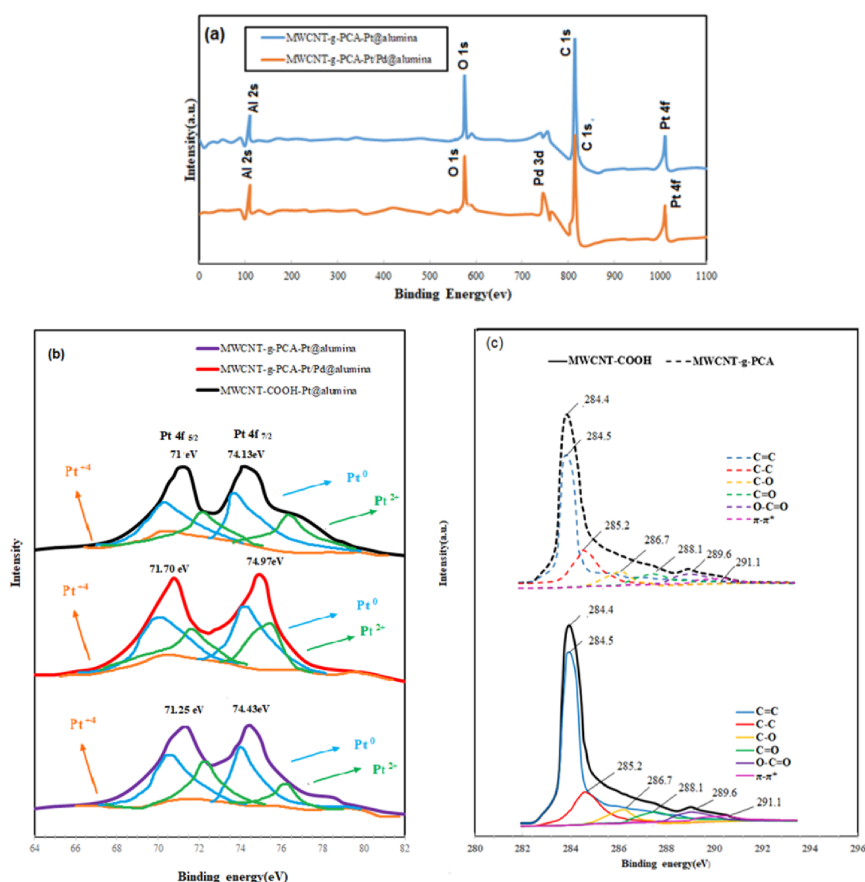 (a)
MWCNT-g-PCA-Pt@alumina
MWCNT-g-PCA-Pt/Pd@alumina
Intensity(a.u.)
Al 2s
O 1s
C 1s
Pt 4f
Al 2s
O 1s
Pd 3d
C 1s,
Pt 4f
0 100 200 300 400 500 600 700 800 900 1000 1100
Binding Energy(ev)
(b)
MWCNT-g-PCA-Pt@alumina
MWCNT-g-PCA-Pt/Pd@alumina
MWCNT-COOH-Pt@alumina
Intensity
Pt 4f 5/2
Pt 4f 7/2
71 eV
74.13eV
Pt+4
Pt0
Pt2+
71.70 eV
74.97eV
Pt+4
Pt0
Pt2+
71.25 eV
74.43eV
Pt+4
Pt0
Pt2+
64 66 68 70 72 74 76 78 80 82
Binding energy(eV)
(c)
MWCNT-COOH
MWCNT-g-PCA
Intensity(a.u.)
284.4
284.5
285.2
286.7
288.1
289.6
291.1
C=C
C-C
C-O
C=O
O-C=O
π-π*
284.4
284.5
285.2
286.7
288.1
289.6
291.1
C=C
C-C
C-O
C=O
O-C=O
π-π*
280 282 284 286 288 290 292 294 296
Binding energy(eV)